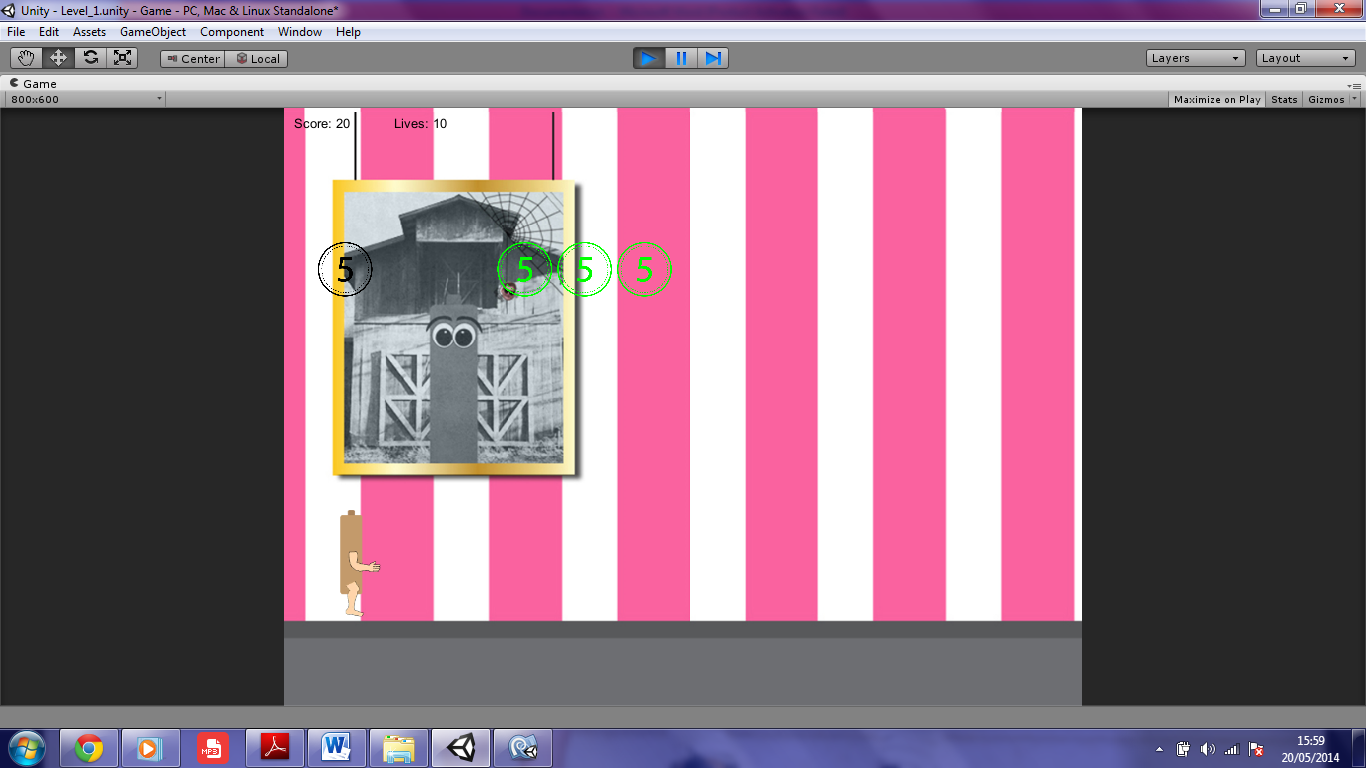 Unity - Level_1.unity - Game - PC, Mac & Linux Standalone*
File Edit Assets GameObject Component Window Help
Center Local Layers Layout
Game
800x600 Maximize on Play Stats Gizmos
Score: 20 Lives: 10
5 5 5 5
MP3 W
15:59
20/05/2014